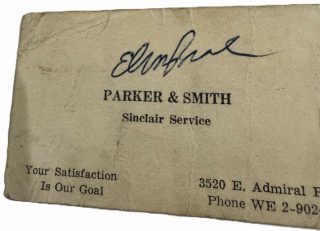 PARKER & SMITH
Sinclair Service
Your Satisfaction
Is Our Goal
3520 E. Admiral
Phone WE 2-902